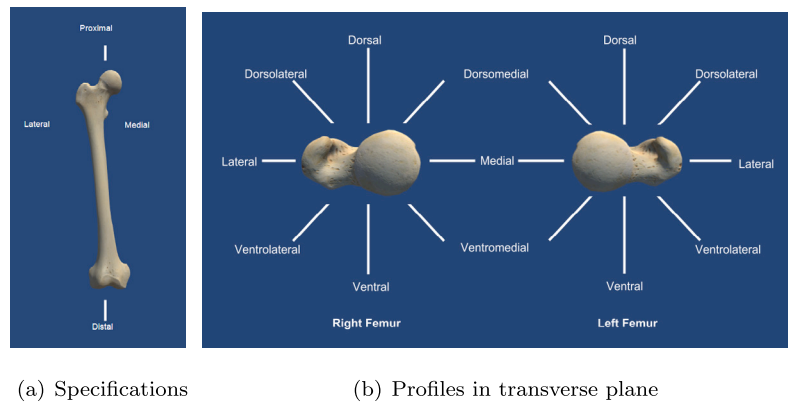 Proximal
Lateral
Medial
Distal
Dorsal
Dorsal
Dorsolateral
Dorsomedial
Dorsolateral
Lateral
Medial
Lateral
Ventrolateral
Ventromedial
Ventrolateral
Ventral
Ventral
Right Femur
Left Femur
(a) Specifications
(b) Profiles in transverse plane